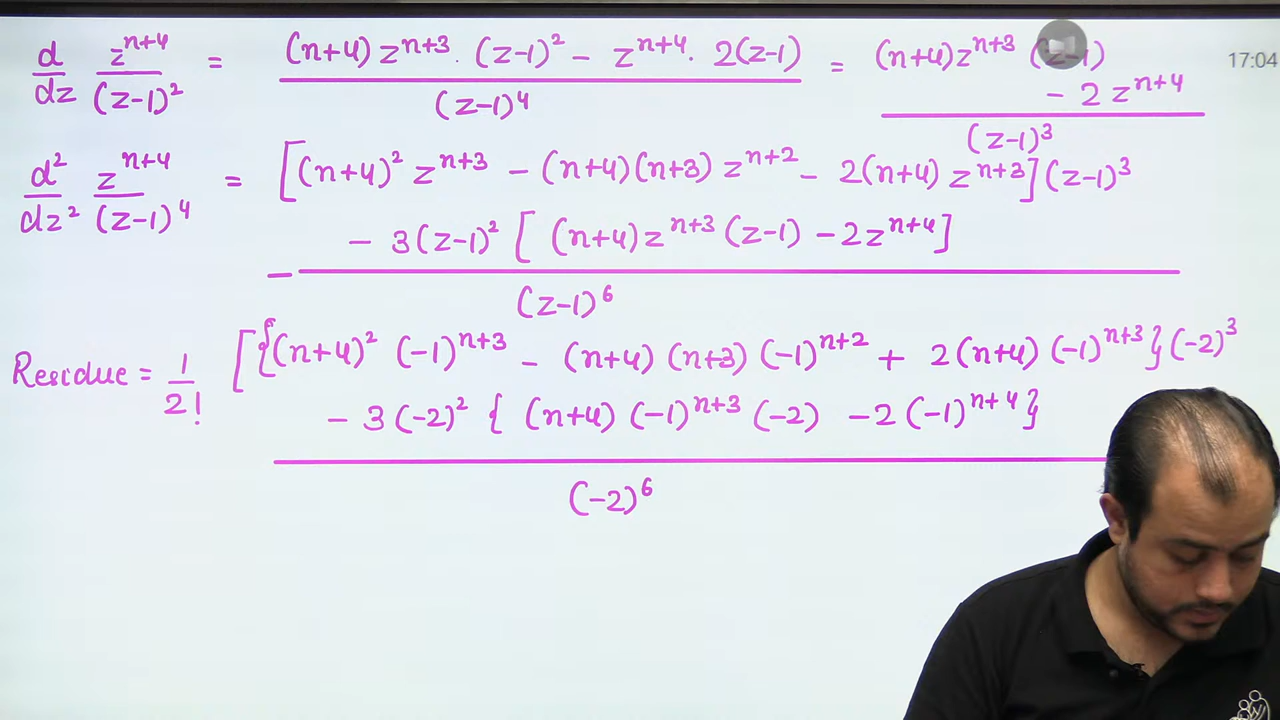 d/dz z^{n+4}/(z-1)^2 = ((n+4) z^{n+3} · (z-1)^2 - z^{n+4} · 2(z-1))/(z-1)^4 = ((n+4) z^{n+3} (z-1) - 2 z^{n+4})/(z-1)^3
17:04
d^2/dz^2 z^{n+4}/(z-1)^4 = [(n+4)^2 z^{n+3} - (n+4)(n+3) z^{n+2} - 2(n+4) z^{n+3}] (z-1)^3
- 3(z-1)^2 [(n+4) z^{n+3} (z-1) - 2z^{n+4}]
-
(z-1)^6
Residue = 1/2! [{(n+4)^2 (-1)^{n+3} - (n+4) (n+3) (-1)^{n+2} + 2(n+4) (-1)^{n+3}} (-2)^3
- 3 (-2)^2 { (n+4) (-1)^{n+3} (-2) - 2 (-1)^{n+4}}
(-2)^6